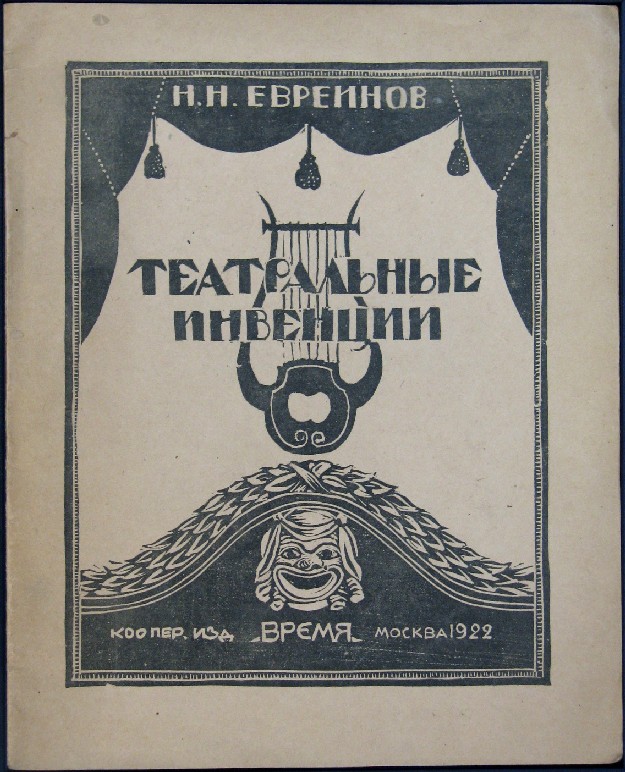 Н.Н. ЕВРЕИНОВ
ТЕАТРАЛЬНЫЕ
ИНВЕНЦИИ
КООПЕР. ИЗД. ВРЕМЯ МОСКВА 1922